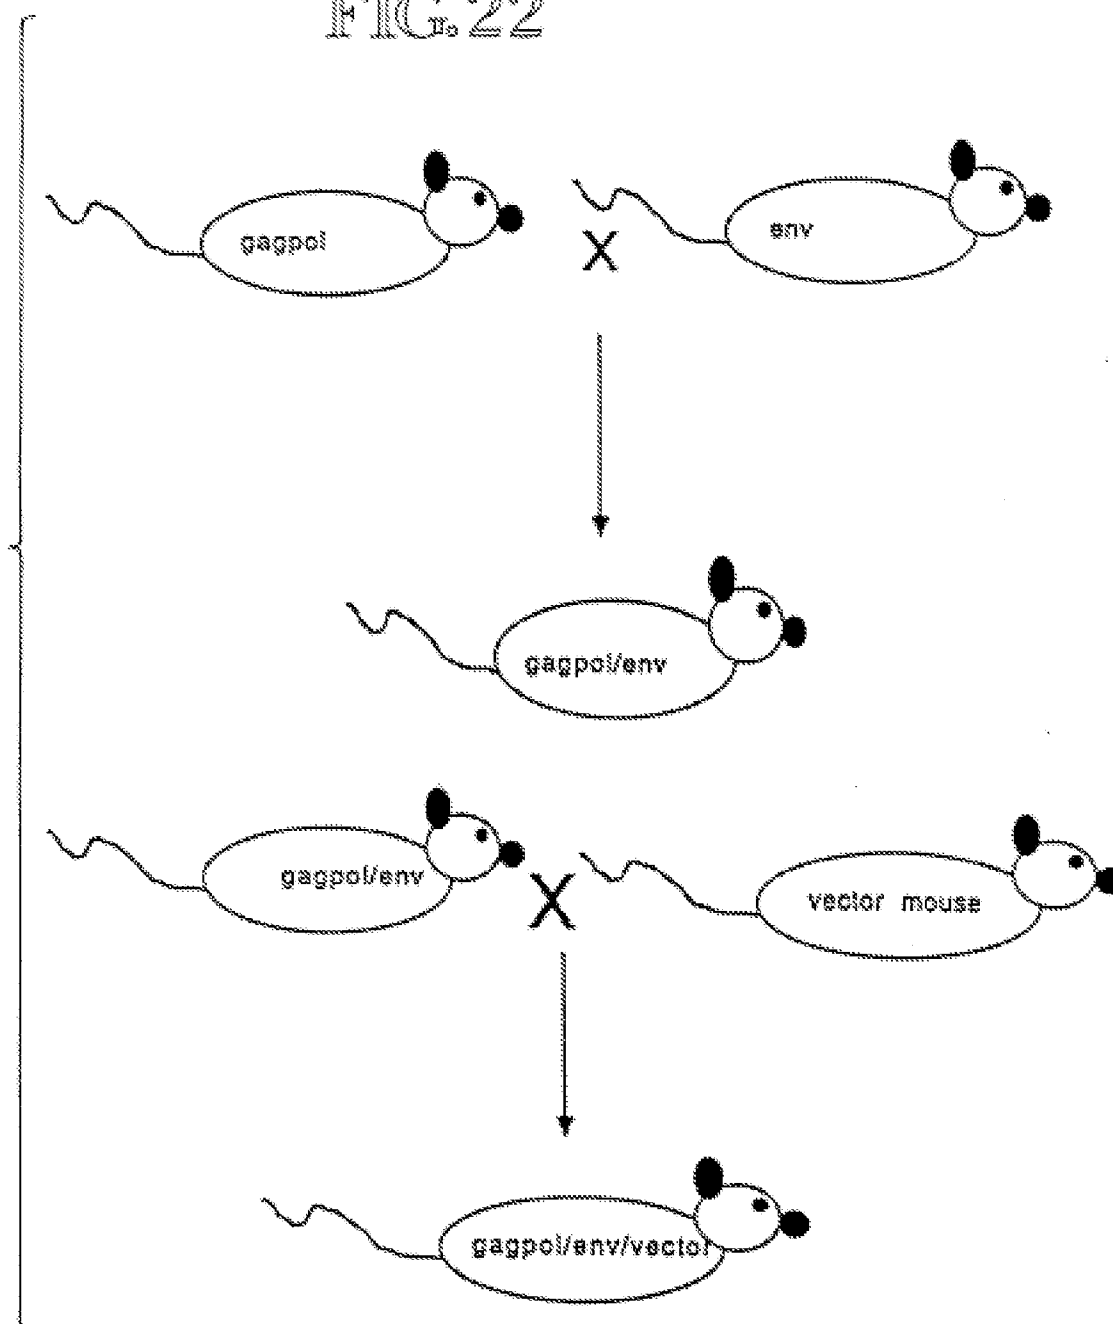 FIG. 22
gagpol
X
env
gagpol/env
gagpol/env
X
vector mouse
gagpol/env/vector